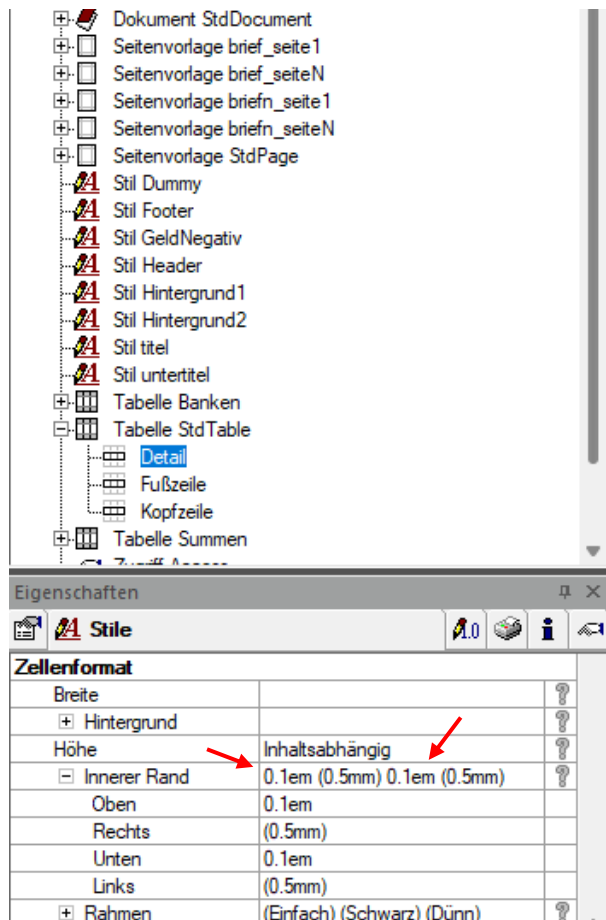 Dokument StdDocument
Seitenvorlage brief_seite1
Seitenvorlage brief_seiteN
Seitenvorlage briefn_seite1
Seitenvorlage briefn_seiteN
Seitenvorlage StdPage
Stil Dummy
Stil Footer
Stil GeldNegativ
Stil Header
Stil Hintergrund1
Stil Hintergrund2
Stil titel
Stil untertitel
Tabelle Banken
Tabelle StdTable
Detail
Fußzeile
Kopfzeile
Tabelle Summen
Zugriff Access
Eigenschaften
Stile
Zellenformat
Breite
Hintergrund
Höhe Inhaltsabhängig
Innerer Rand 0.1em (0.5mm) 0.1em (0.5mm)
Oben 0.1em
Rechts (0.5mm)
Unten 0.1em
Links (0.5mm)
Rahmen (Einfach) (Schwarz) (Dünn)